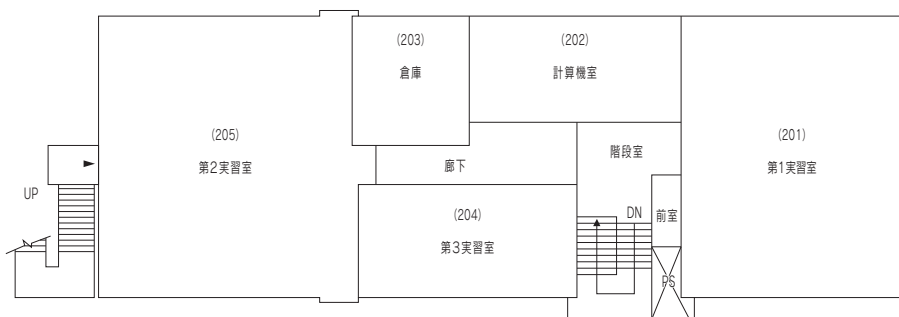 (203)
倉庫
(202)
計算機室
(205)
第2実習室
(201)
第1実習室
廊下
階段室
UP
(204)
第3実習室
DN
前室
PS